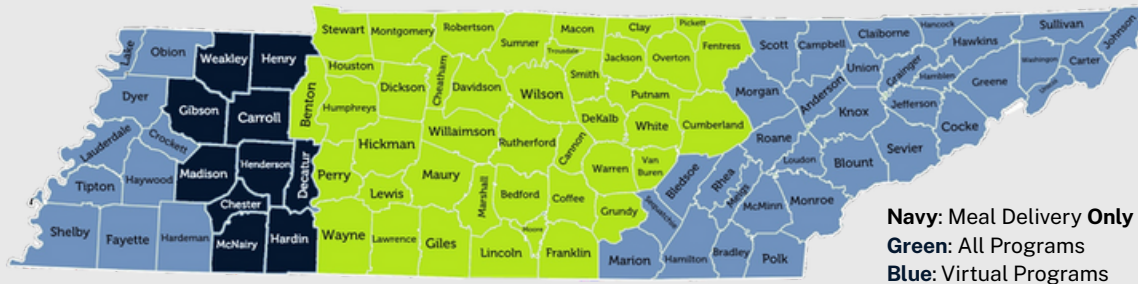 Stewart
Montgomery
Robertson
Sumner
Macon
Clay
Pickett
Lake
Obion
Weakley
Henry
Houston
Cheatham
Trousdale
Jackson
Overton
Fentress
Scott
Campbell
Claiborne
Hancock
Hawkins
Sullivan
Johnson
Dyer
Gibson
Carroll
Benton
Humphreys
Dickson
Davidson
Wilson
Smith
Putnam
Morgan
Anderson
Union
Grainger
Hamblen
Greene
Washington
Carter
Unicoi
Lauderdale
Crockett
Madison
Henderson
Decatur
Perry
Hickman
Willaimson
Rutherford
Cannon
DeKalb
White
Cumberland
Roane
Knox
Jefferson
Cocke
Tipton
Haywood
Chester
Lewis
Maury
Marshall
Bedford
Coffee
Warren
Van
Buren
Bledsoe
Rhea
Meigs
Loudon
Blount
Sevier
Shelby
Fayette
Hardeman
McNairy
Hardin
Wayne
Lawrence
Giles
Lincoln
Moore
Franklin
Grundy
Sequatchie
Marion
Hamilton
Bradley
McMinn
Polk
Monroe
Navy: Meal Delivery Only
Green: All Programs
Blue: Virtual Programs